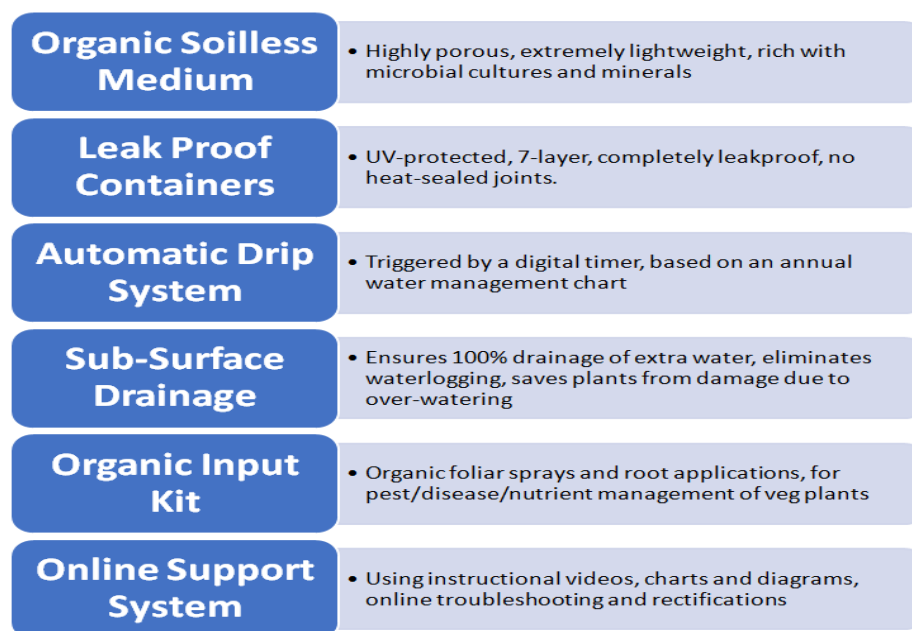 Organic Soilless
Medium
• Highly porous, extremely lightweight, rich with
microbial cultures and minerals
Leak Proof
Containers
• UV-protected, 7-layer, completely leakproof, no
heat-sealed joints.
Automatic Drip
System
• Triggered by a digital timer, based on an annual
water management chart
Sub-Surface
Drainage
• Ensures 100% drainage of extra water, eliminates
waterlogging, saves plants from damage due to
over-watering
Organic Input
Kit
• Organic foliar sprays and root applications, for
pest/disease/nutrient management of veg plants
Online Support
System
• Using instructional videos, charts and diagrams,
online troubleshooting and rectifications